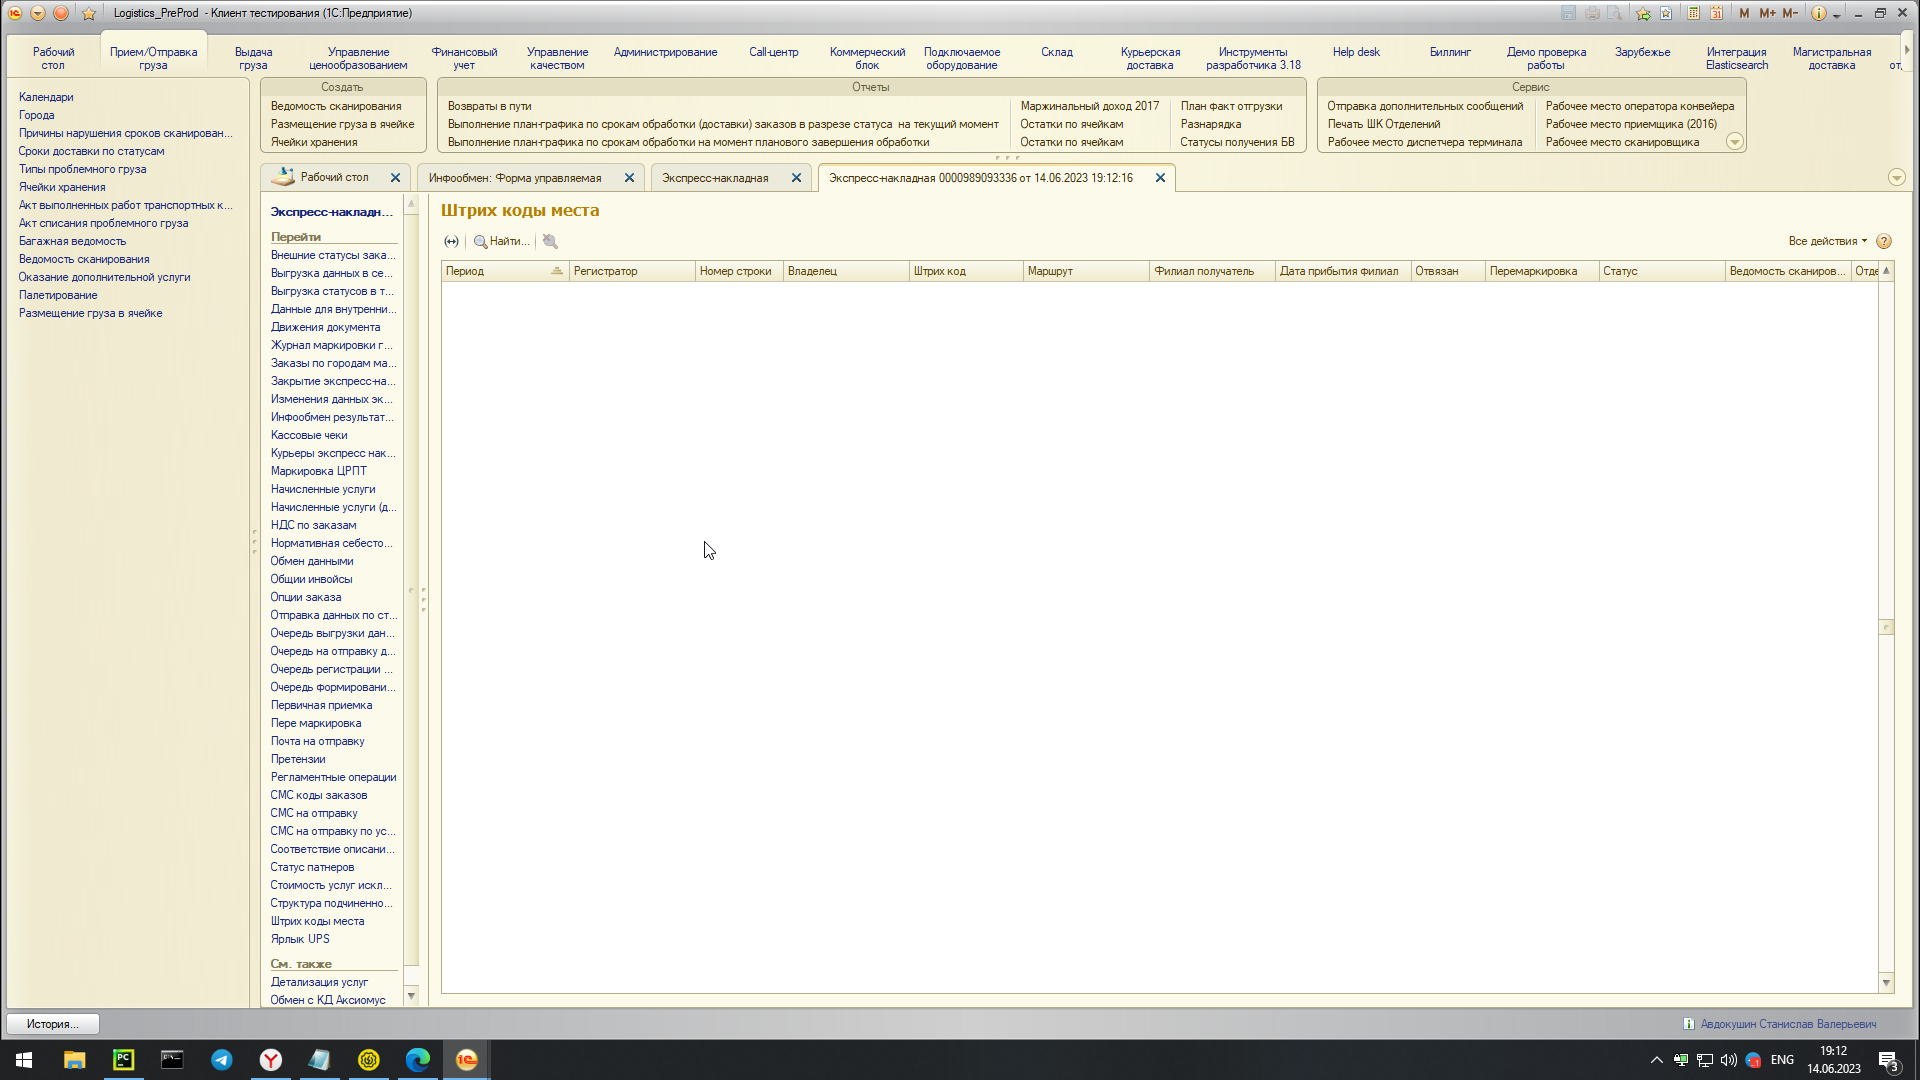 Logistics_PreProd - Клиент тестирования (1С:Предприятие)
M M+ M-
Рабочий стол
Прием/Отправка груза
Выдача груза
Управление ценообразованием
Финансовый учет
Управление качеством
Администрирование
Call-центр
Коммерческий блок
Подключаемое оборудование
Склад
Курьерская доставка
Инструменты разработчика 3.18
Help desk
Биллинг
Демо проверка работы
Зарубежье
Интеграция Elasticsearch
Магистральная доставка
Календари
Города
Причины нарушения сроков сканирован...
Сроки доставки по статусам
Типы проблемного груза
Ячейки хранения
Акт выполненных работ транспортных к...
Акт списания проблемного груза
Багажная ведомость
Ведомость сканирования
Оказание дополнительной услуги
Палетирование
Размещение груза в ячейке
Создать
Ведомость сканирования
Размещение груза в ячейке
Ячейки хранения
Отчеты
Возвраты в пути
Выполнение план-графика по срокам обработки (доставки) заказов в разрезе статуса на текущий момент
Выполнение план-графика по срокам обработки на момент планового завершения обработки
Маржинальный доход 2017
Остатки по ячейкам
Остатки по ячейкам
План факт отгрузки
Разнарядка
Статусы получения БВ
Сервис
Отправка дополнительных сообщений
Печать ШК Отделений
Рабочее место диспетчера терминала
Рабочее место оператора конвейера
Рабочее место приемщика (2016)
Рабочее место сканировщика
Рабочий стол
Инфообмен: Форма управляемая
Экспресс-накладная
Экспресс-накладная 0000989093336 от 14.06.2023 19:12:16
Экспресс-накладн...
Перейти
Внешние статусы зака...
Выгрузка данных в се...
Выгрузка статусов в т...
Данные для внутренни...
Движения документа
Журнал маркировки г...
Заказы по городам ма...
Закрытие экспресс-на...
Изменения данных эк...
Инфообмен результат...
Кассовые чеки
Курьеры экспресс нак...
Маркировка ЦРПТ
Начисленные услуги
Начисленные услуги (д...
НДС по заказам
Нормативная себесто...
Обмен данными
Общии инвойсы
Опции заказа
Отправка данных по ст...
Очередь выгрузки дан...
Очередь на отправку д...
Очередь регистрации ...
Очередь формировани...
Первичная приемка
Пере маркировка
Почта на отправку
Претензии
Регламентные операции
СМС коды заказов
СМС на отправку
СМС на отправку по ус...
Соответствие описани...
Статус патнеров
Стоимость услуг искл...
Структура подчиненно...
Штрих коды места
Ярлык UPS
См. также
Детализация услуг
Обмен с КД Аксиомус
Штрих коды места
Найти...
Все действия
Период
Регистратор
Номер строки
Владелец
Штрих код
Маршрут
Филиал получатель
Дата прибытия филиал
Отвязан
Перемаркировка
Статус
Ведомость сканиров...
Отде
История...
Авдокушин Станислав Валерьевич
ENG
19:12
14.06.2023
3